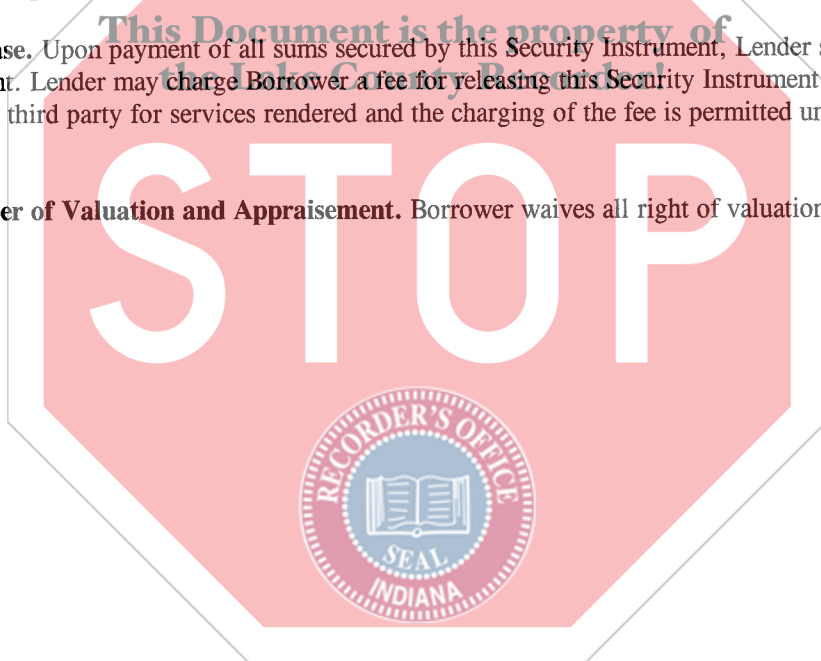 This Document is the property of
ase. Upon payment of all sums secured by this Security Instrument, Lender
the Lake County Recorder!
nt. Lender may charge Borrower a fee for releasing this Security Instrument
third party for services rendered and the charging of the fee is permitted un
STOP
er of Valuation and Appraisement. Borrower waives all right of valuation
RECORDER'S OFFICE
SEAL
INDIANA